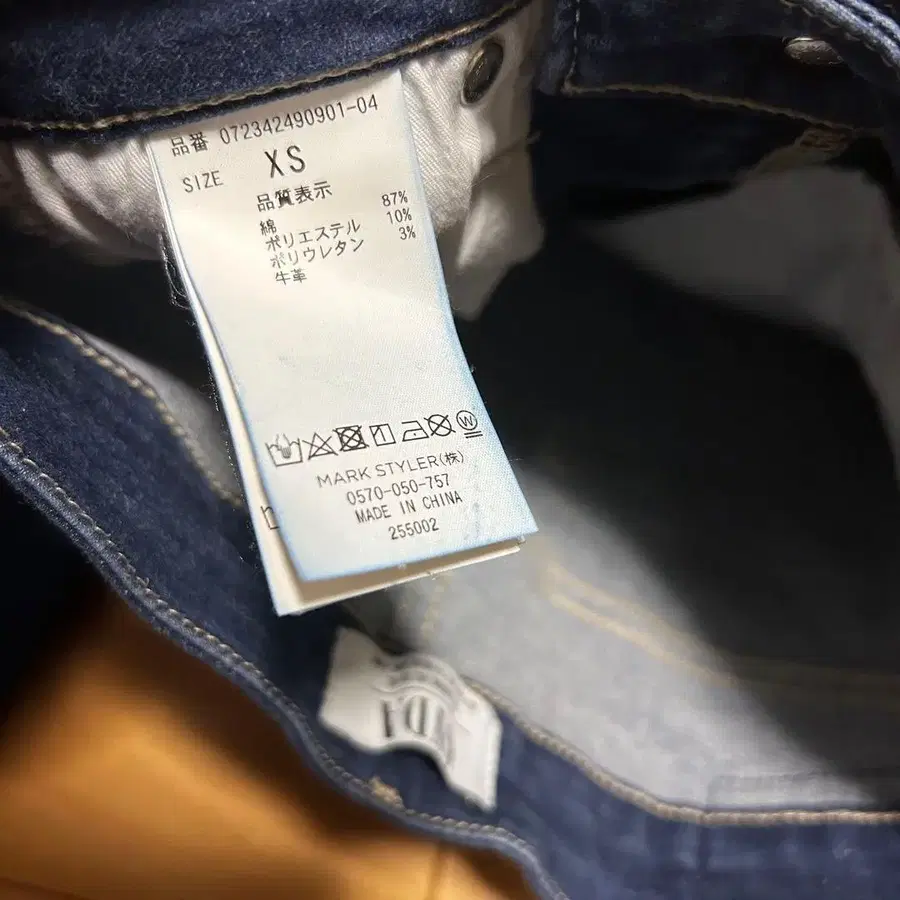 品番 072342490901-04
SIZE XS
品質表示
綿 87%
ポリエステル 10%
ポリウレタン 3%
牛革
MARK STYLER(株)
0570-050-757
MADE IN CHINA
255002